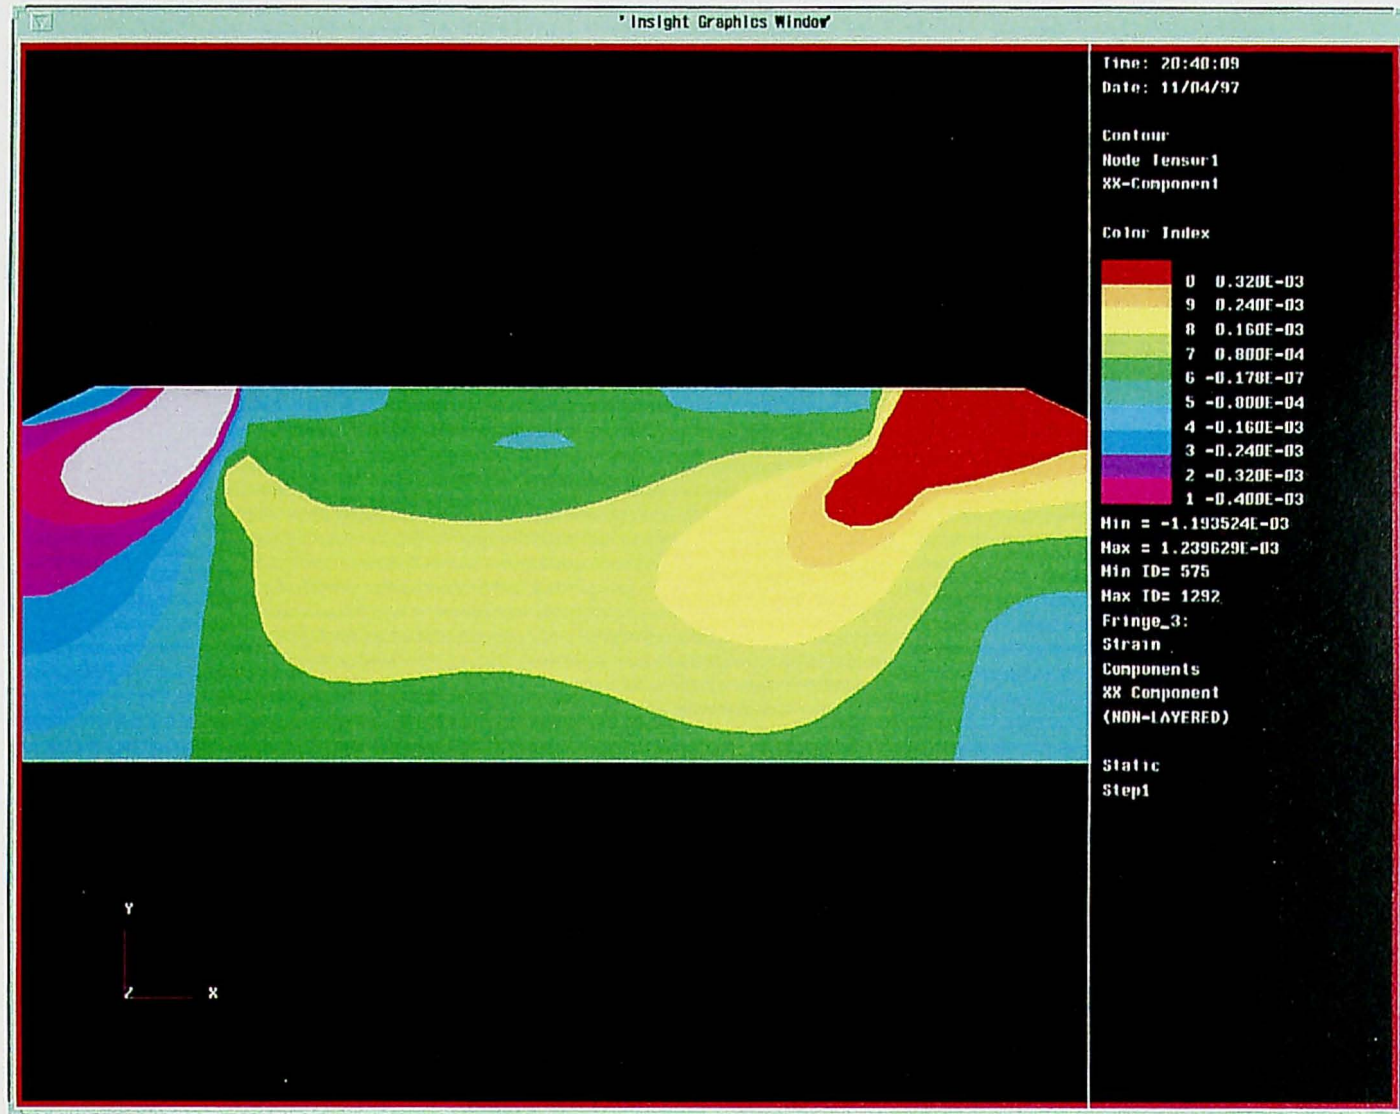 Insight Graphics Window
Time: 20:40:09
Date: 11/04/97
Contour
Node Tensor1
XX-Component
Color Index
0 0.320E-03
9 0.240E-03
8 0.160E-03
7 0.800E-04
6 -0.178E-07
5 -0.800E-04
4 -0.160E-03
3 -0.240E-03
2 -0.320E-03
1 -0.400E-03
Min = -1.193524E-03
Max = 1.239629E-03
Min ID= 575
Max ID= 1292
Fringe_3:
Strain
Components
XX Component
(NON-LAYERED)
Static
Step1
Y
Z X